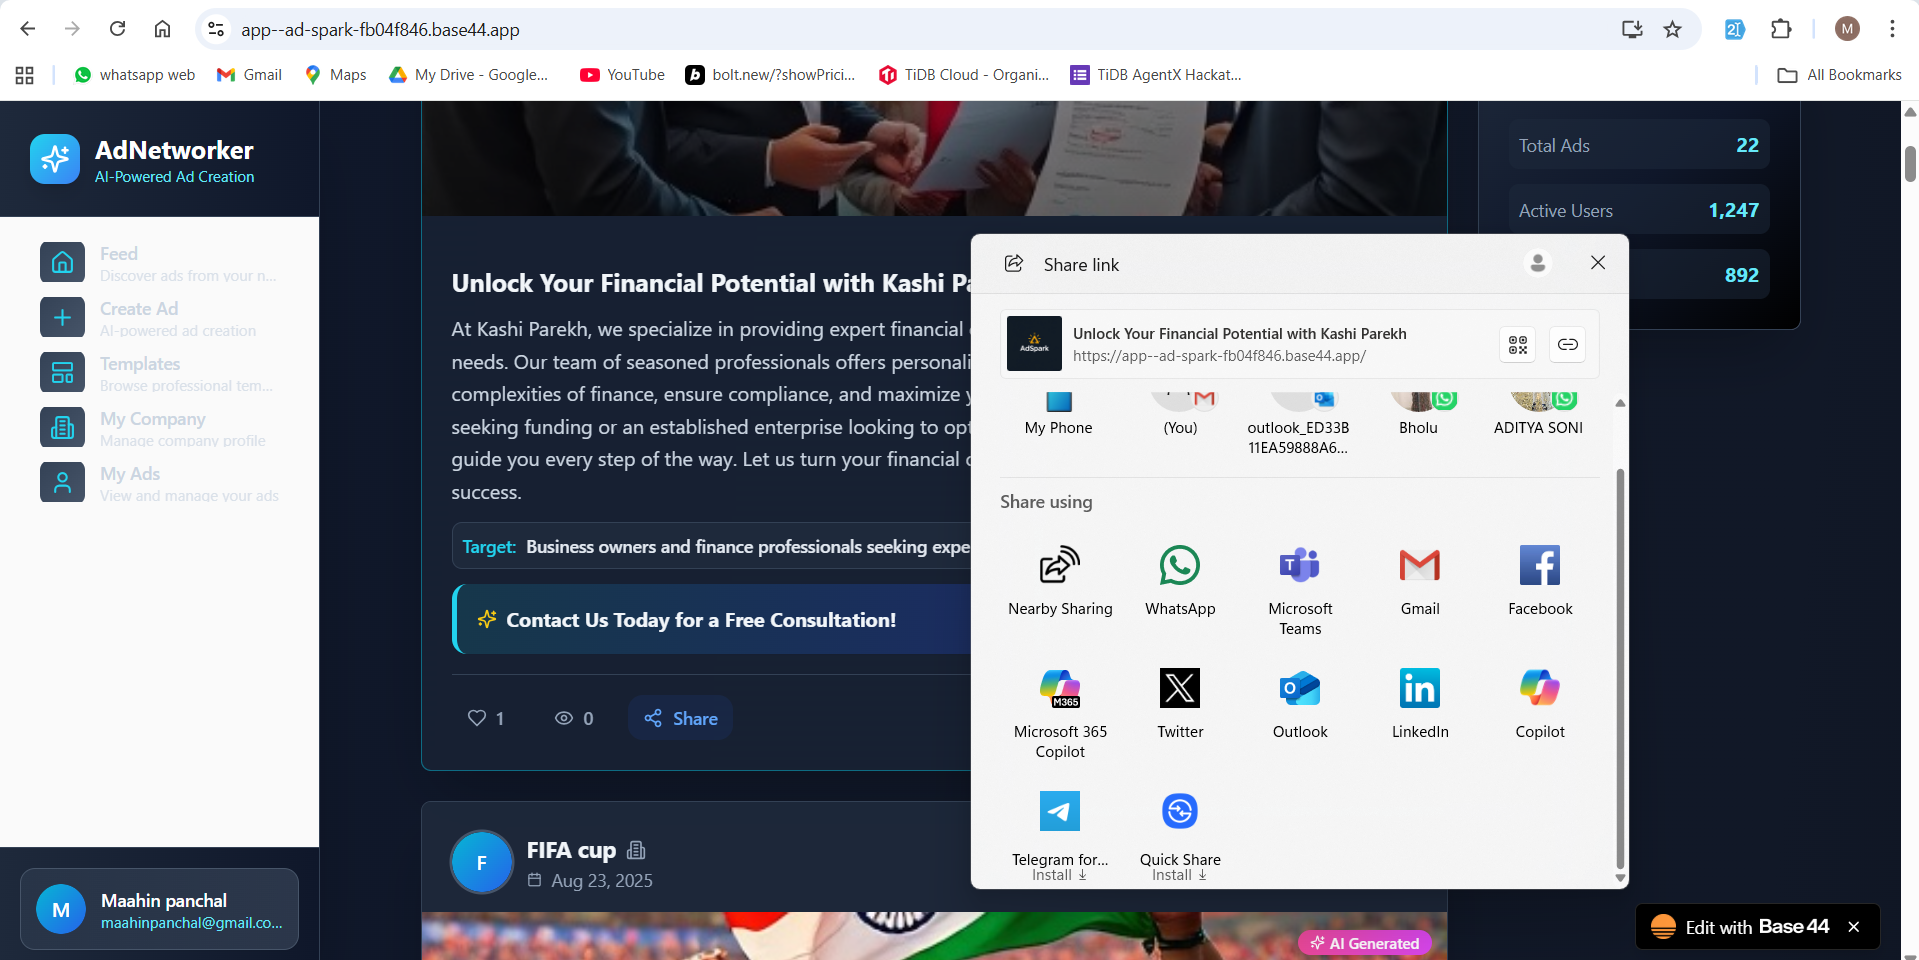 app--ad-spark-fb04f846.base44.app
M
whatsapp web
Gmail
Maps
My Drive - Google...
YouTube
bolt.new/?showPrici...
TiDB Cloud - Organi...
TiDB AgentX Hackat...
All Bookmarks
AdNetworker
AI-Powered Ad Creation
Feed
Discover ads from your n...
Create Ad
AI-powered ad creation
Templates
Browse professional tem...
My Company
Manage company profile
My Ads
View and manage your ads
M
Maahin panchal
maahinpanchal@gmail.co...
Unlock Your Financial Potential with Kashi Pa
At Kashi Parekh, we specialize in providing expert financial
needs. Our team of seasoned professionals offers personali
complexities of finance, ensure compliance, and maximize y
seeking funding or an established enterprise looking to opt
guide you every step of the way. Let us turn your financial
success.
Target: Business owners and finance professionals seeking expe
Contact Us Today for a Free Consultation!
1
0
Share
F
FIFA cup
Aug 23, 2025
AI Generated
Total Ads 22
Active Users 1,247
892
Share link
AdSpark
Unlock Your Financial Potential with Kashi Parekh
https://app--ad-spark-fb04f846.base44.app/
My Phone
(You)
outlook_ED33B
11EA59888A6...
Bholu
ADITYA SONI
Share using
Nearby Sharing
WhatsApp
Microsoft
Teams
Gmail
Facebook
M365
Microsoft 365
Copilot
Twitter
Outlook
LinkedIn
Copilot
Telegram for...
Install
Quick Share
Install
Edit with Base 44